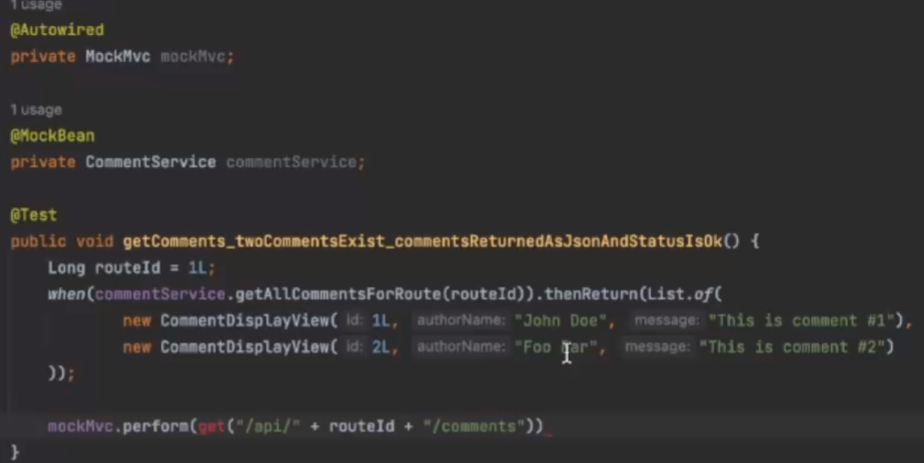 1 usage
@Autowired
private MockMvc mockMvc;
1 usage
@MockBean
private CommentService commentService;
@Test
public void getComments_twoCommentsExist_commentsReturnedAsJsonAndStatusIsOk() {
Long routeId = 1L;
when(commentService.getAllCommentsForRoute(routeId)).thenReturn(List.of(
new CommentDisplayView( id: 1L, authorName: "John Doe", message: "This is comment #1"),
new CommentDisplayView( id: 2L, authorName: "Foo Bar", message: "This is comment #2")
));
mockMvc.perform(get("/api/" + routeId + "/comments"))
}